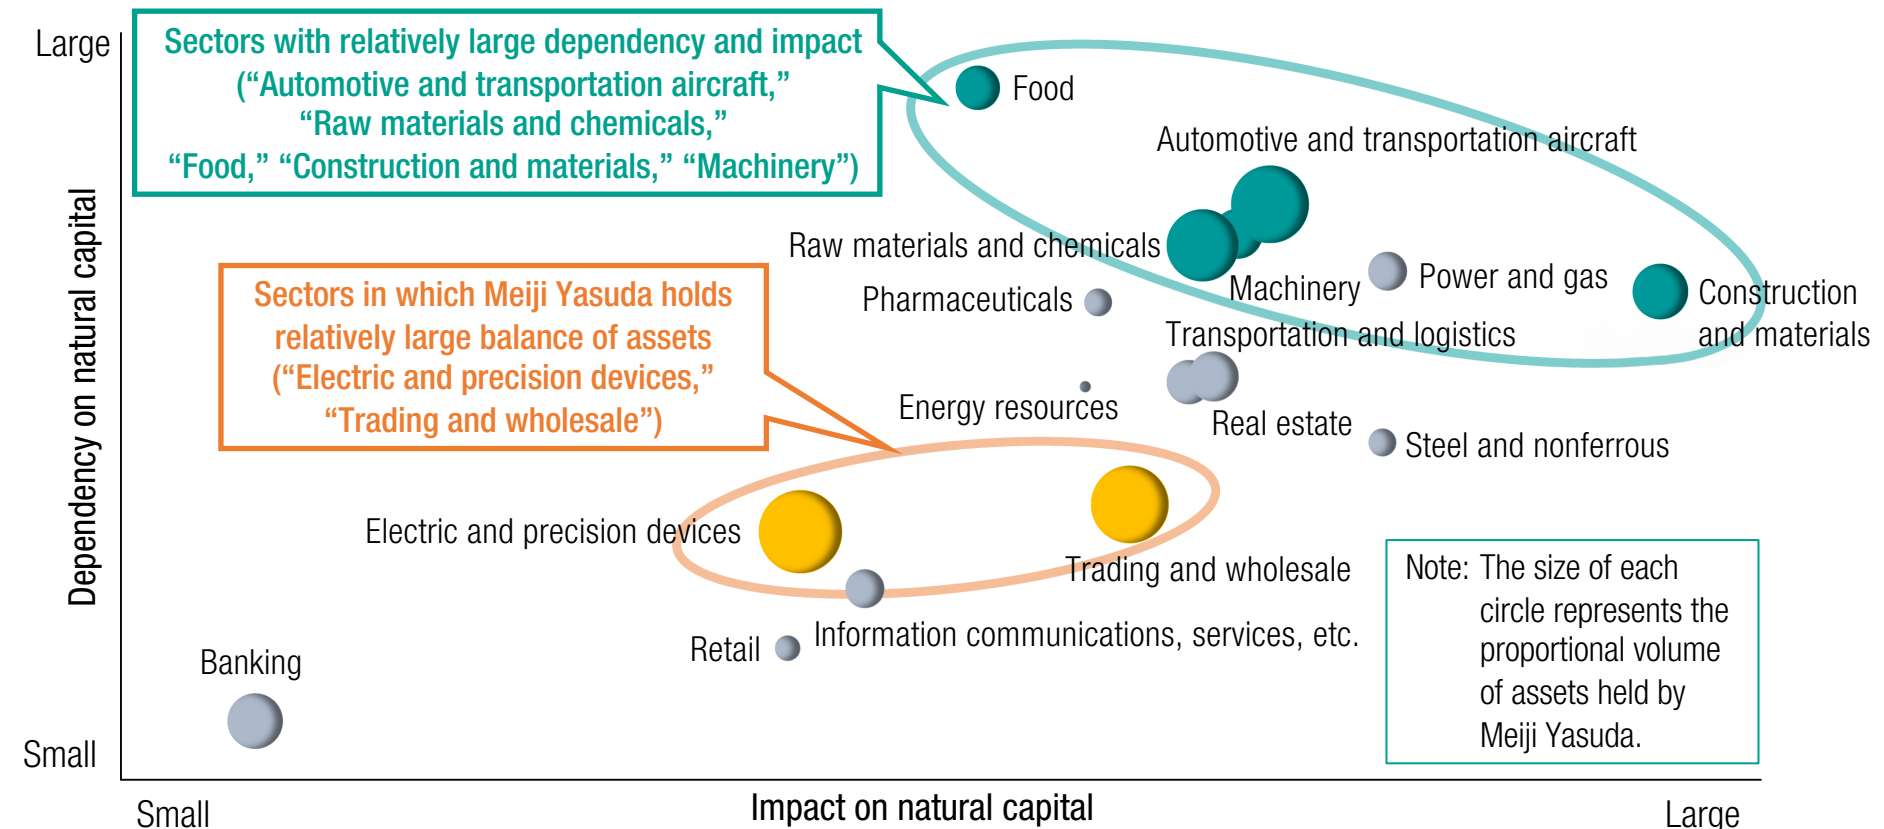 Large
Sectors with relatively large dependency and impact
(“Automotive and transportation aircraft,”
“Raw materials and chemicals,”
“Food,” “Construction and materials,” “Machinery”)
Food
Automotive and transportation aircraft
Raw materials and chemicals
Machinery
Power and gas
Construction
and materials
Pharmaceuticals
Transportation and logistics
Sectors in which Meiji Yasuda holds
relatively large balance of assets
(“Electric and precision devices,”
“Trading and wholesale”)
Energy resources
Real estate
Steel and nonferrous
Electric and precision devices
Trading and wholesale
Information communications, services, etc.
Retail
Banking
Note: The size of each
circle represents the
proportional volume
of assets held by
Meiji Yasuda.
Dependency on natural capital
Small
Small
Impact on natural capital
Large